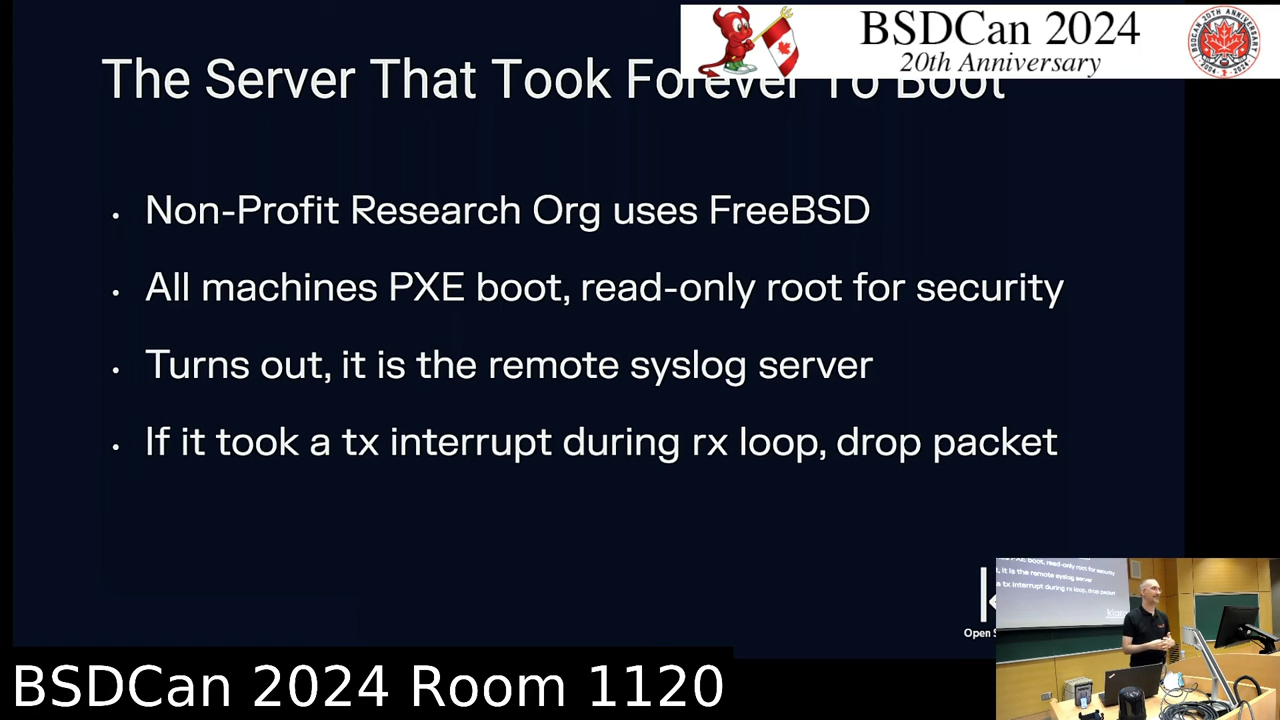 BSDCan 2024
20th Anniversary
The Server That Took Forever To Boot
• Non-Profit Research Org uses FreeBSD
• All machines PXE boot, read-only root for security
• Turns out, it is the remote syslog server
• If it took a tx interrupt during rx loop, drop packet
Open
BSDCan 2024 Room 1120